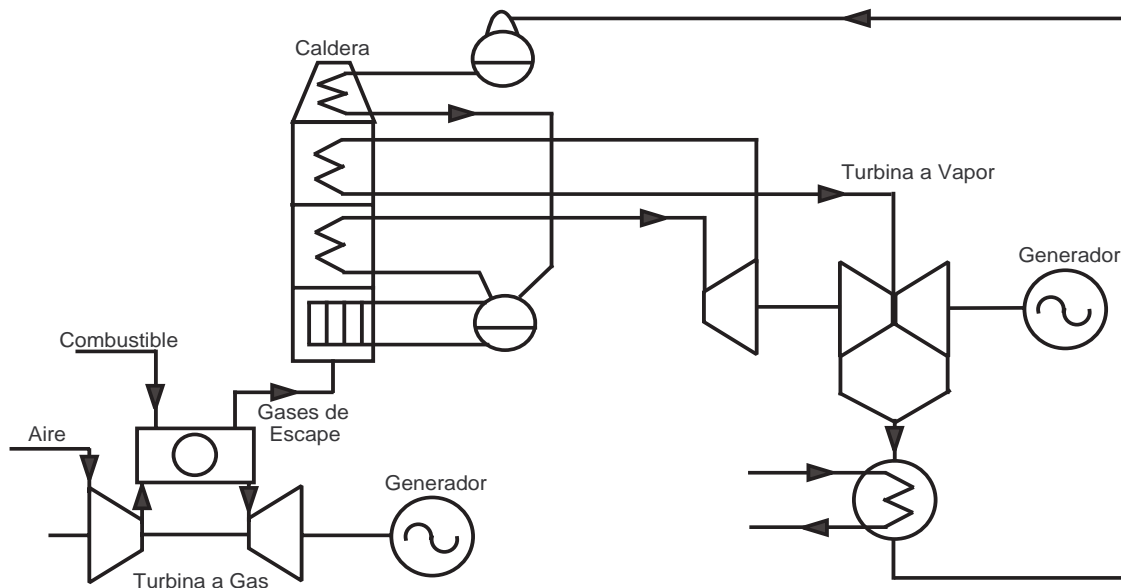 Caldera
Turbina a Vapor
Generador
Combustible
Gases de
Escape
Aire
Generador
Turbina a Gas